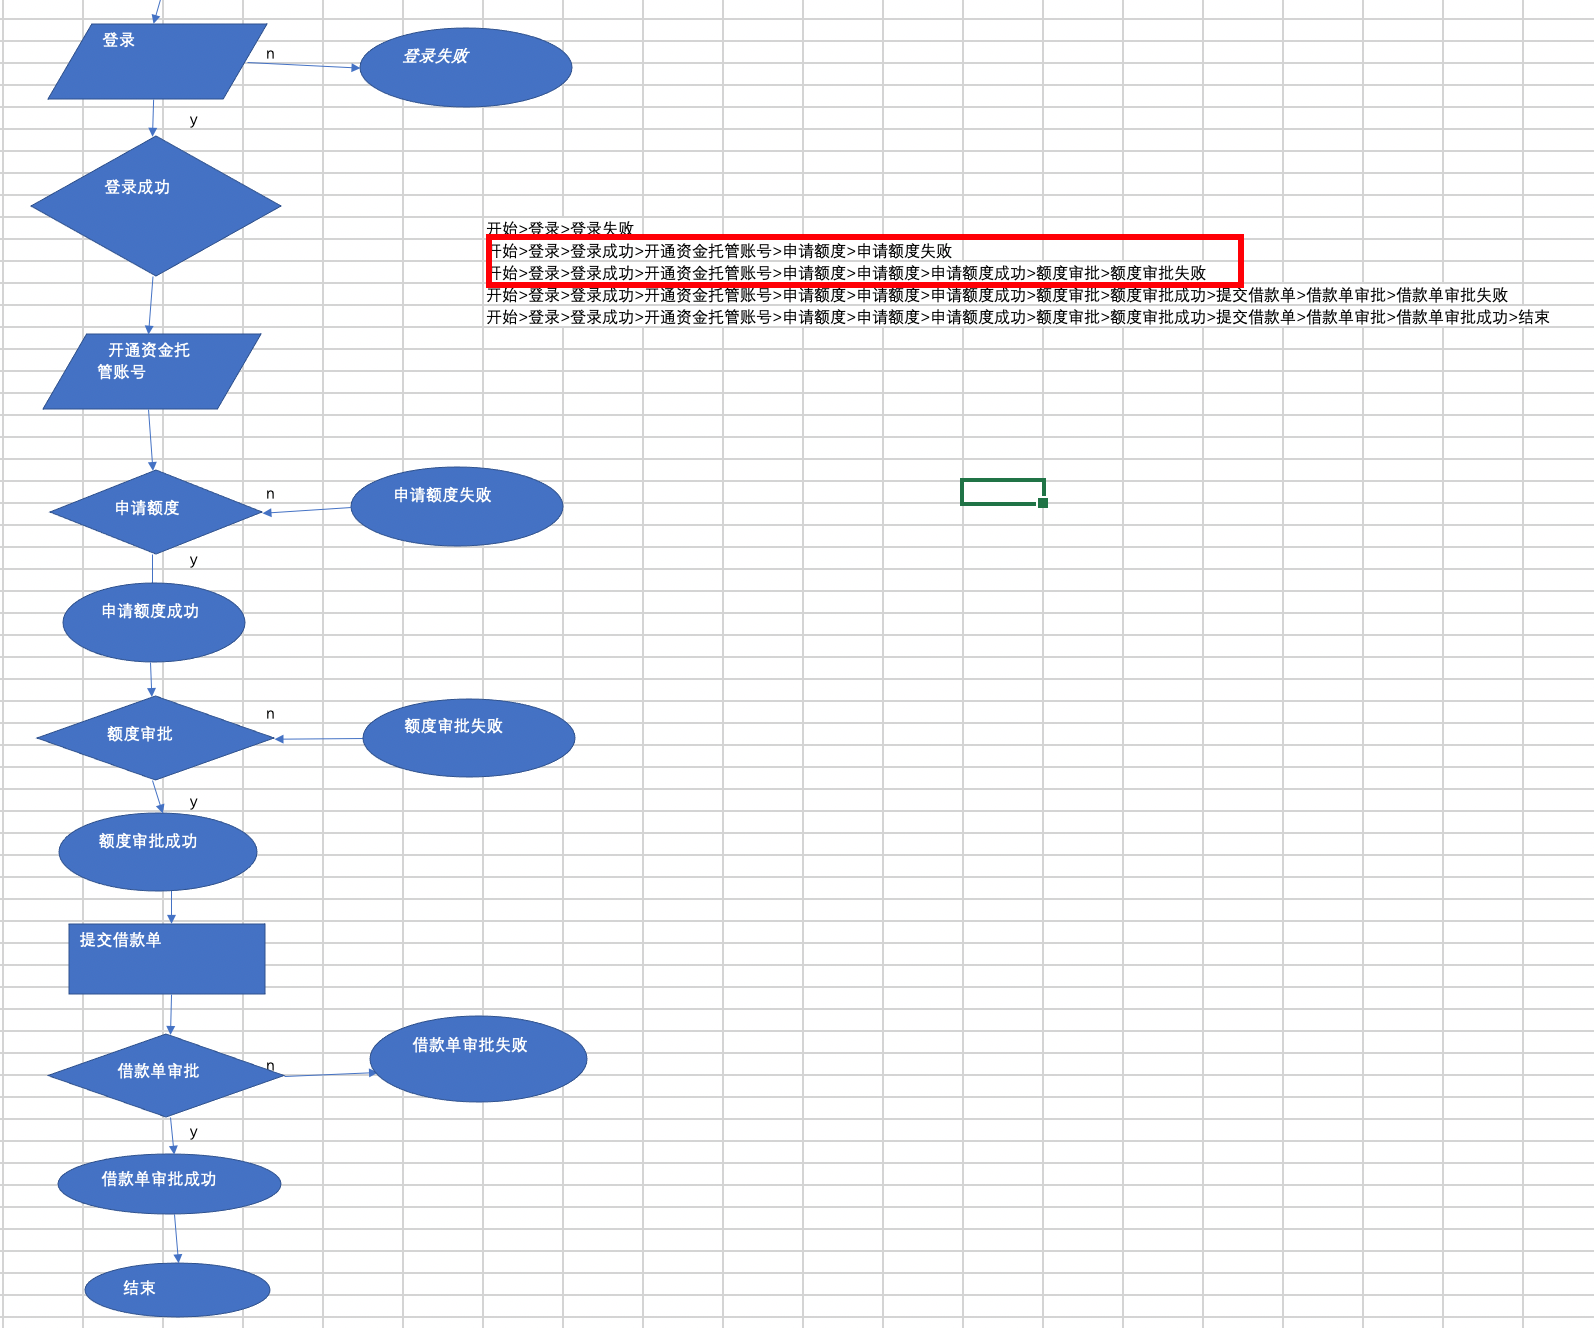 登录
n
登录失败
y
登录成功
开始>登录>登录失败
开始>登录>登录成功>开通资金托管账号>申请额度>申请额度失败
开始>登录>登录成功>开通资金托管账号>申请额度>申请额度>申请额度成功>额度审批>额度审批失败
开始>登录>登录成功>开通资金托管账号>申请额度>申请额度>申请额度成功>额度审批>额度审批成功>提交借款单>借款单审批>借款单审批失败
开始>登录>登录成功>开通资金托管账号>申请额度>申请额度>申请额度成功>额度审批>额度审批成功>提交借款单>借款单审批>借款单审批成功>结束
开通资金托
管账号
申请额度
n
申请额度失败
y
申请额度成功
额度审批
n
额度审批失败
y
额度审批成功
提交借款单
借款单审批
n
借款单审批失败
y
借款单审批成功
结束